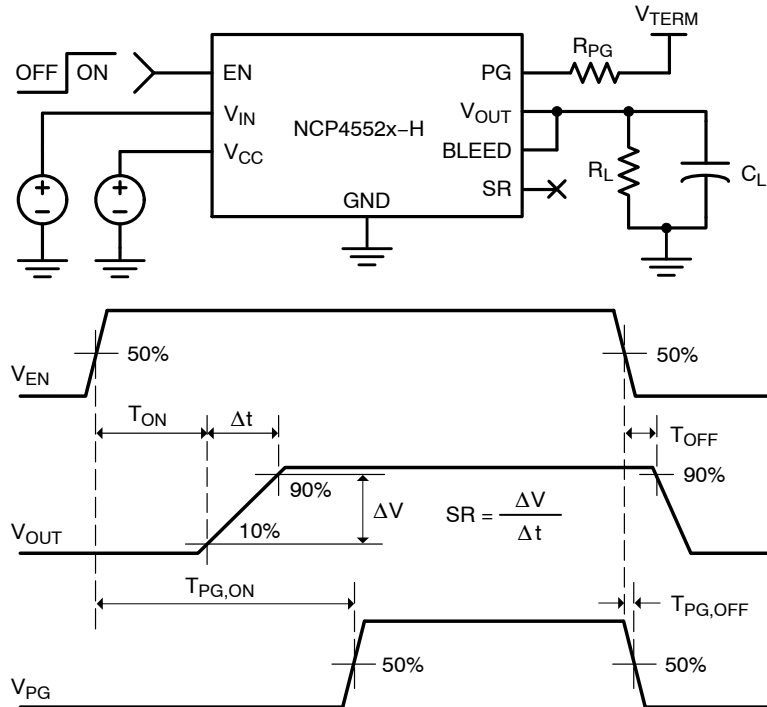 V_TERM
R_PG
OFF ON
EN
PG
V_IN
V_OUT
NCP4552x−H
V_CC
BLEED
R_L
C_L
SR
GND
+
−
+
−
50%
50%
V_EN
T_ON
Δt
T_OFF
90%
90%
ΔV
SR = ΔV
Δt
10%
V_OUT
T_PG,ON
T_PG,OFF
50%
50%
V_PG